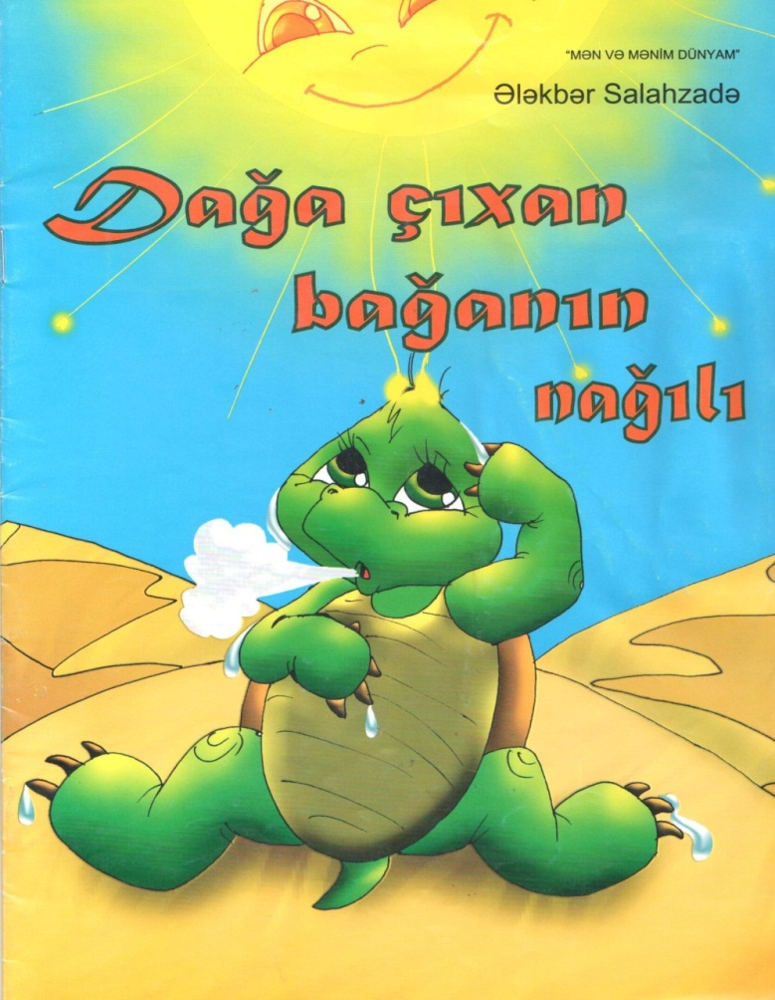 “MƏN VƏ MƏNİM DÜNYAM”
Ələkbər Salahzadə
Dağa çıxan
bağanın
nağılı